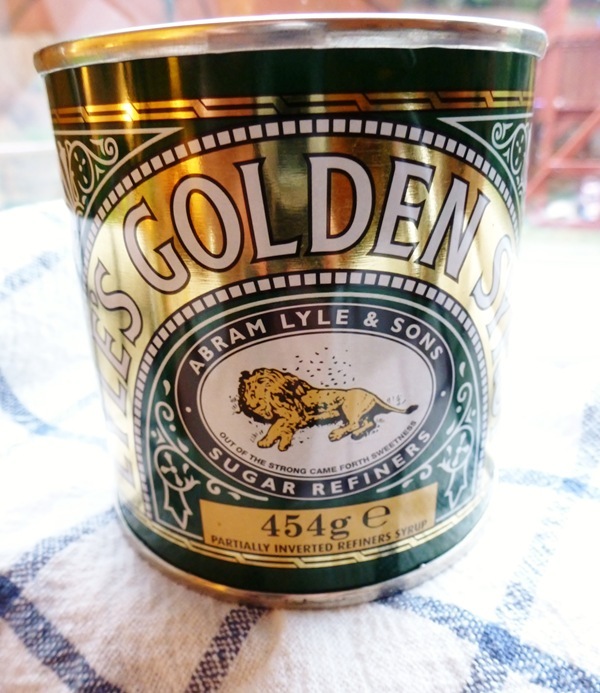 GOLDEN
ABRAM LYLE & SONS
OUT OF THE STRONG CAME FORTH SWEETNESS
SUGAR REFINERS
454g ℮
PARTIALLY INVERTED REFINERS SYRUP